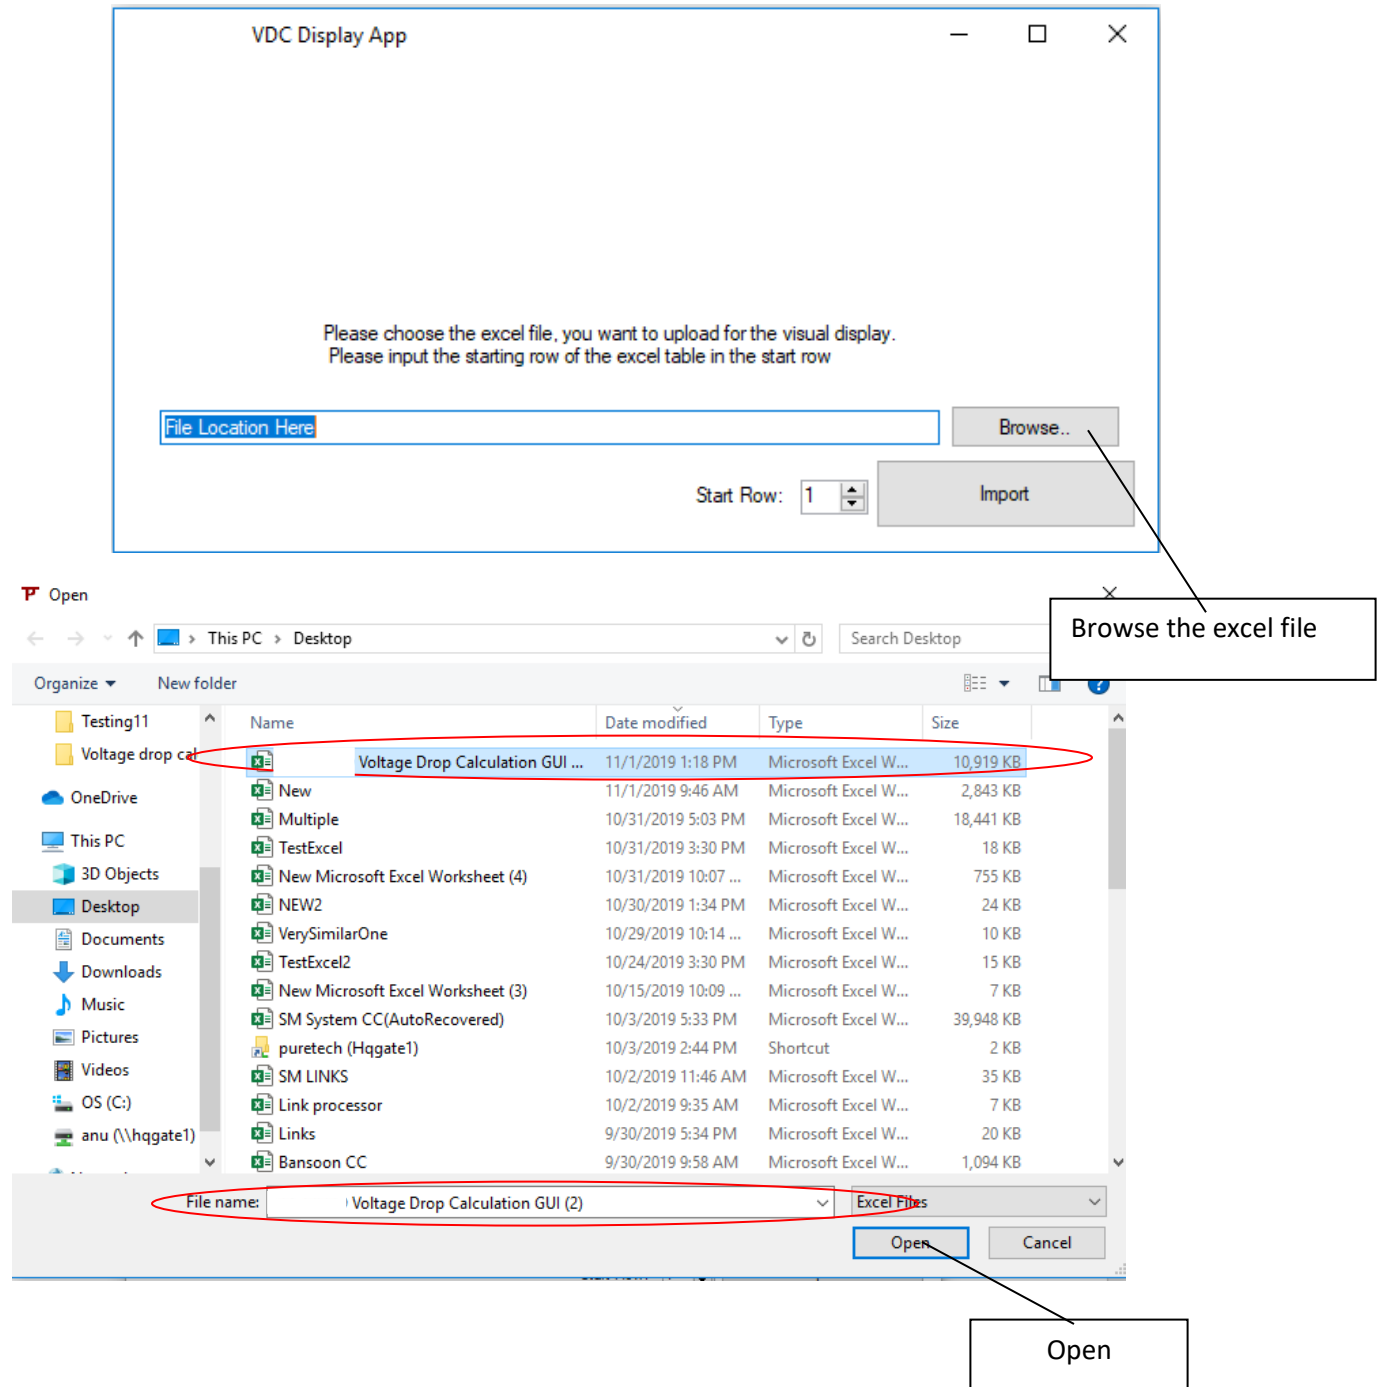 VDC Display App
Please choose the excel file, you want to upload for the visual display.
Please input the starting row of the excel table in the start row
File Location Here
Browse..
Start Row: 1
Import
Browse the excel file
Open
This PC > Desktop
Search Desktop
Organize
New folder
Testing11
Voltage drop cal
OneDrive
This PC
3D Objects
Desktop
Documents
Downloads
Music
Pictures
Videos
OS (C:)
anu (\\hqgate1)
Name Date modified Type Size
Voltage Drop Calculation GUI ... 11/1/2019 1:18 PM Microsoft Excel W... 10,919 KB
New 11/1/2019 9:46 AM Microsoft Excel W... 2,843 KB
Multiple 10/31/2019 5:03 PM Microsoft Excel W... 18,441 KB
TestExcel 10/31/2019 3:30 PM Microsoft Excel W... 18 KB
New Microsoft Excel Worksheet (4) 10/31/2019 10:07 ... Microsoft Excel W... 755 KB
NEW2 10/30/2019 1:34 PM Microsoft Excel W... 24 KB
VerySimilarOne 10/29/2019 10:14 ... Microsoft Excel W... 10 KB
TestExcel2 10/24/2019 3:30 PM Microsoft Excel W... 15 KB
New Microsoft Excel Worksheet (3) 10/15/2019 10:09 ... Microsoft Excel W... 7 KB
SM System CC(AutoRecovered) 10/3/2019 5:33 PM Microsoft Excel W... 39,948 KB
puretech (Hqgate1) 10/3/2019 2:44 PM Shortcut 2 KB
SM LINKS 10/2/2019 11:46 AM Microsoft Excel W... 35 KB
Link processor 10/2/2019 9:35 AM Microsoft Excel W... 7 KB
Links 9/30/2019 5:34 PM Microsoft Excel W... 20 KB
Bansoon CC 9/30/2019 9:58 AM Microsoft Excel W... 1,094 KB
File name: Voltage Drop Calculation GUI (2)
Excel Files
Open
Cancel
Open